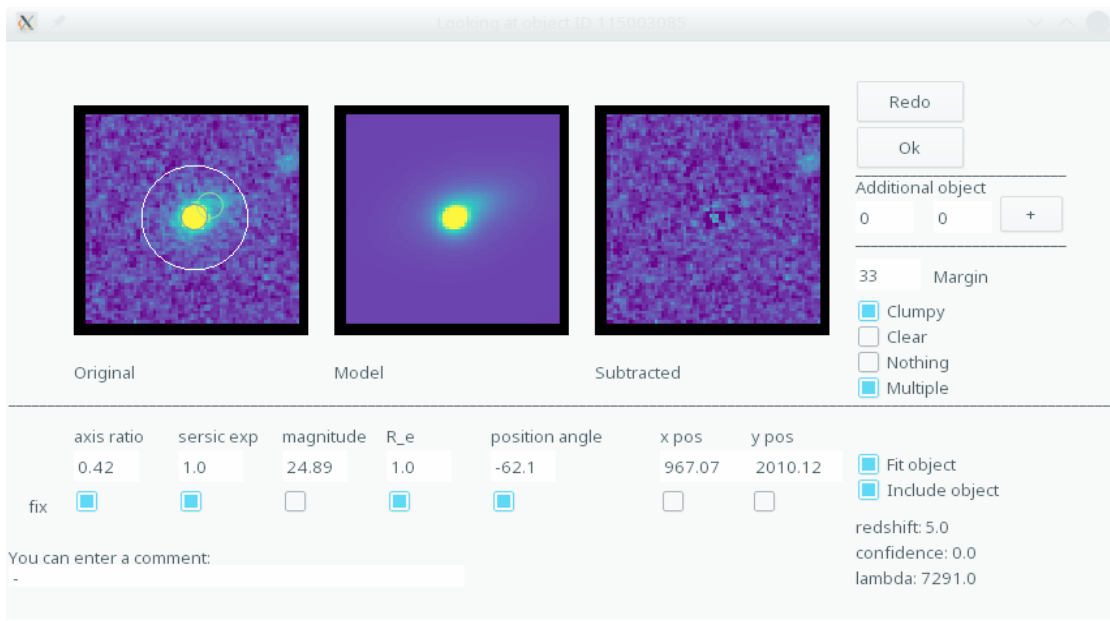 Looking at object ID 115003085
Redo
Ok
Original
Model
Subtracted
Additional object
0 0 +
33 Margin
Clumpy
Clear
Nothing
Multiple
axis ratio sersic exp magnitude R_e position angle x pos y pos
0.42 1.0 24.89 1.0 -62.1 967.07 2010.12
fix
Fit object
Include object
redshift: 5.0
confidence: 0.0
lambda: 7291.0
You can enter a comment:
-